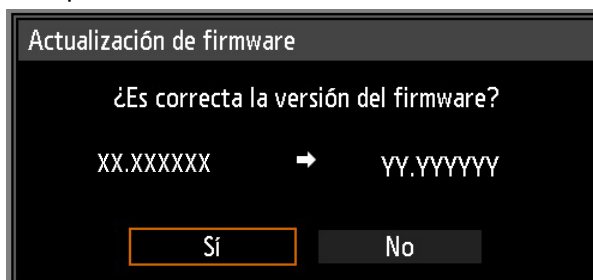 Actualización de firmware
¿Es correcta la versión del firmware?
XX.XXXXXX ➡ YY.YYYYYY
Sí No